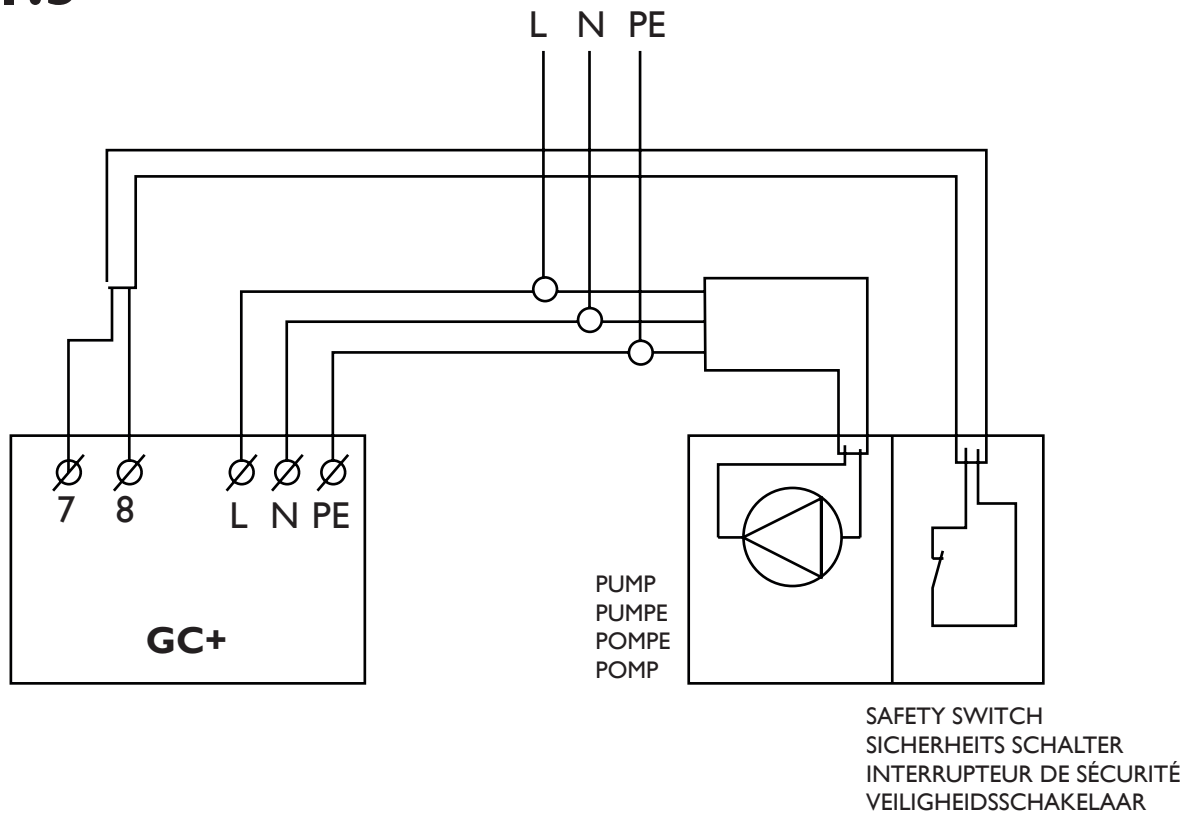 L N PE
7 8 L N PE
GC+
PUMP
PUMPE
POMPE
POMP
SAFETY SWITCH
SICHERHEITS SCHALTER
INTERRUPTEUR DE SÉCURITÉ
VEILIGHEIDSSCHAKELAAR